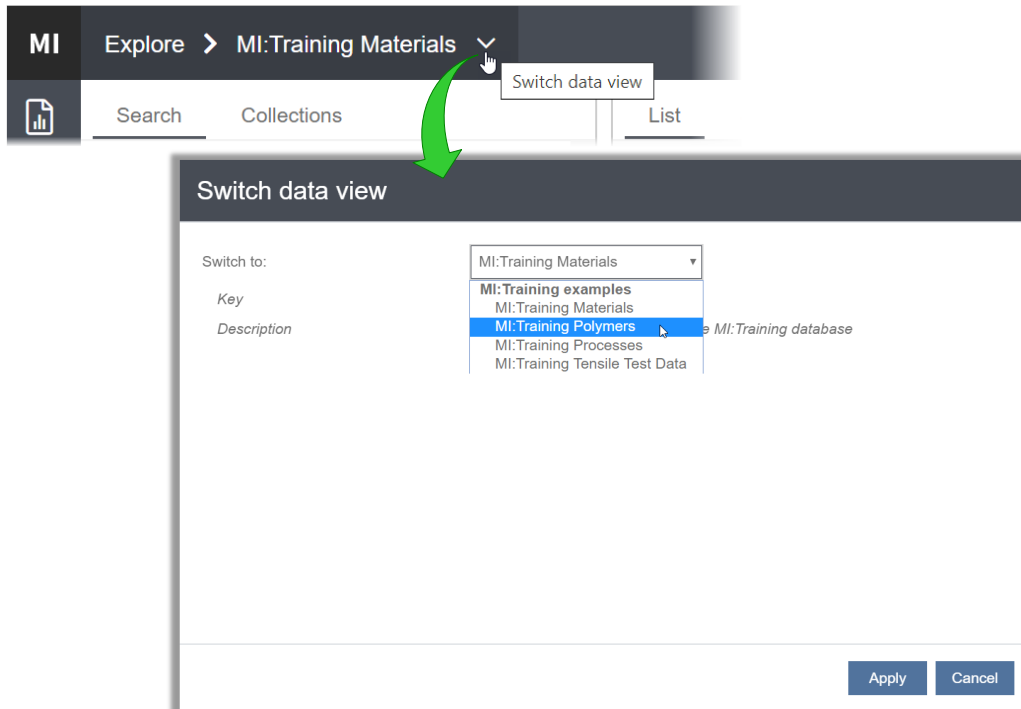 MI Explore MI:Training Materials
Switch data view
Search Collections List
Switch data view
Switch to: MI:Training Materials
MI:Training examples
Key MI:Training Materials
Description MI:Training Polymers e MI:Training database
MI:Training Processes
MI:Training Tensile Test Data
Apply Cancel